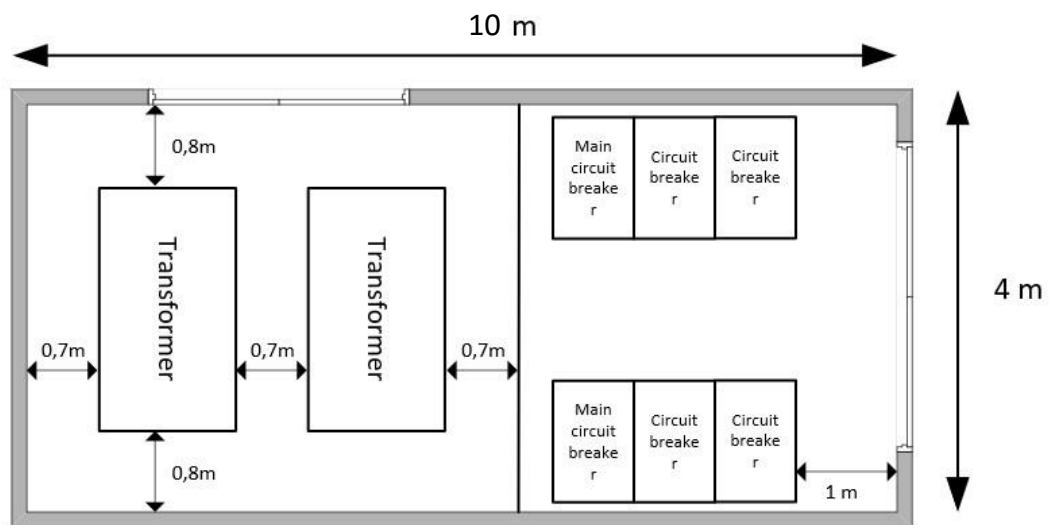 10 m
0,8m
Main
circuit
breake
r
Circuit
breake
r
Circuit
breake
r
Transformer
Transformer
4 m
0,7m
0,7m
0,7m
Main
circuit
breake
r
Circuit
breake
r
Circuit
breake
r
0,8m
1 m